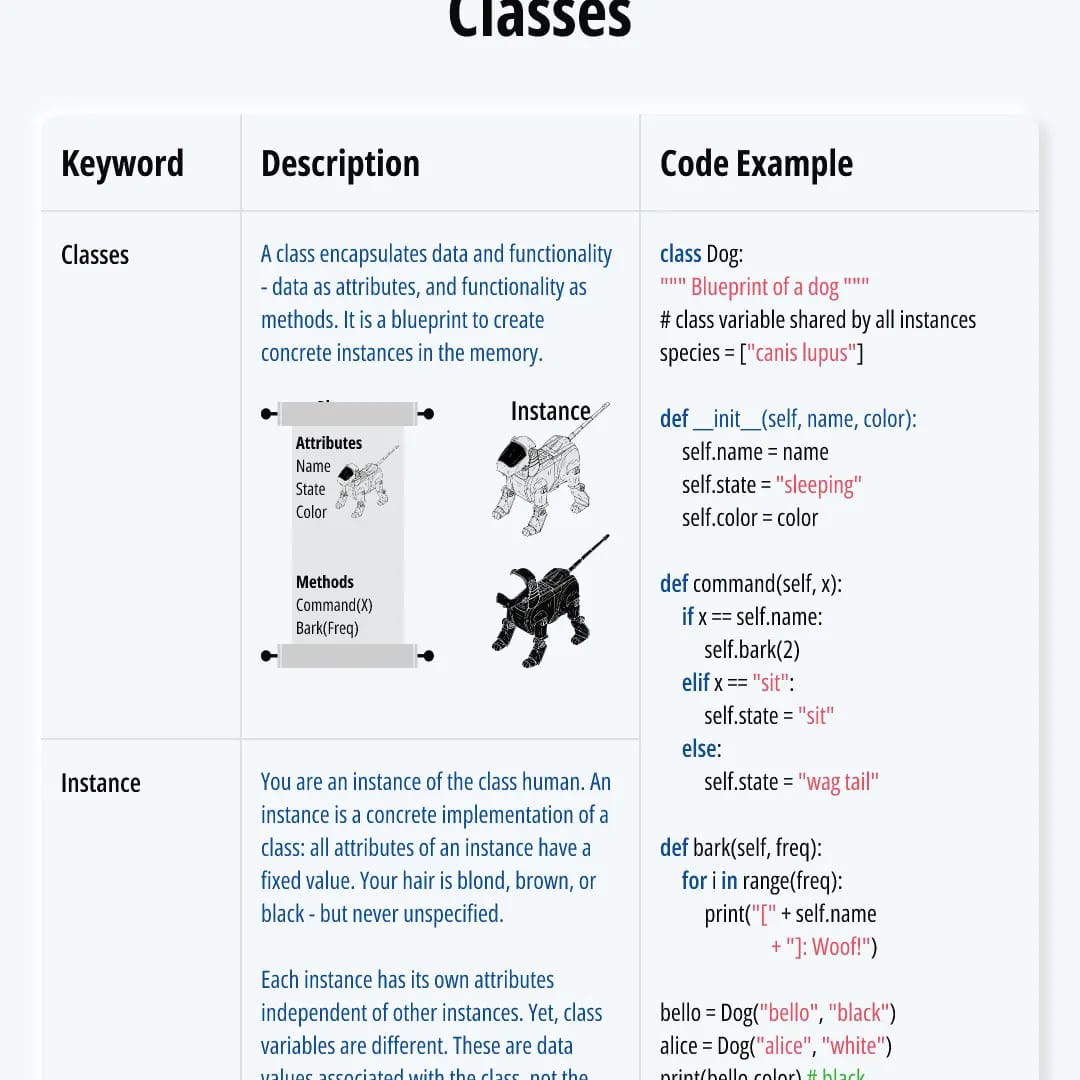 Classes
Keyword
Description
Code Example
Classes
A class encapsulates data and functionality
- data as attributes, and functionality as
methods. It is a blueprint to create
concrete instances in the memory.
Attributes
Name
State
Color
Methods
Command(X)
Bark(Freq)
Instance
class Dog:
""" Blueprint of a dog """
# class variable shared by all instances
species = ["canis lupus"]
def __init__(self, name, color):
self.name = name
self.state = "sleeping"
self.color = color
def command(self, x):
if x == self.name:
self.bark(2)
elif x == "sit":
self.state = "sit"
else:
self.state = "wag tail"
def bark(self, freq):
for i in range(freq):
print("[" + self.name
+ "]: Woof!")
bello = Dog("bello", "black")
alice = Dog("alice", "white")
print(bello.color) # black
Instance
You are an instance of the class human. An
instance is a concrete implementation of a
class: all attributes of an instance have a
fixed value. Your hair is blond, brown, or
black - but never unspecified.
Each instance has its own attributes
independent of other instances. Yet, class
variables are different. These are data
values associated with the class, not the